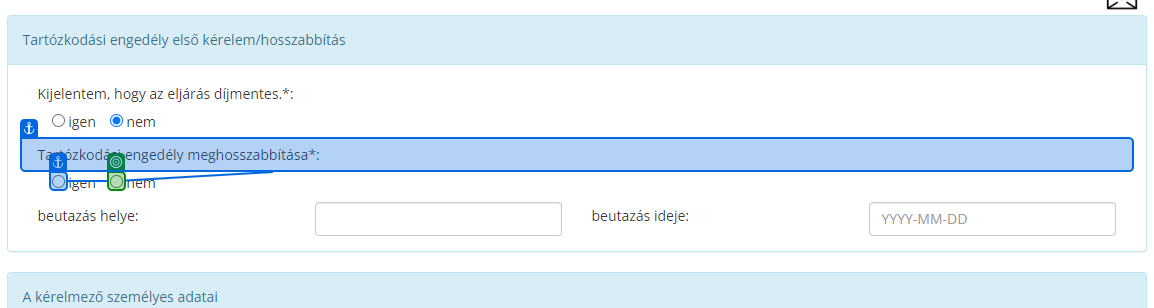 Tartózkodási engedély első kérelem/hosszabbítás
Kijelentem, hogy az eljárás díjmentes.*:
igen nem
Tartózkodási engedély meghosszabbítása*:
igen nem
beutazás helye: beutazás ideje: YYYY-MM-DD
A kérelmező személyes adatai